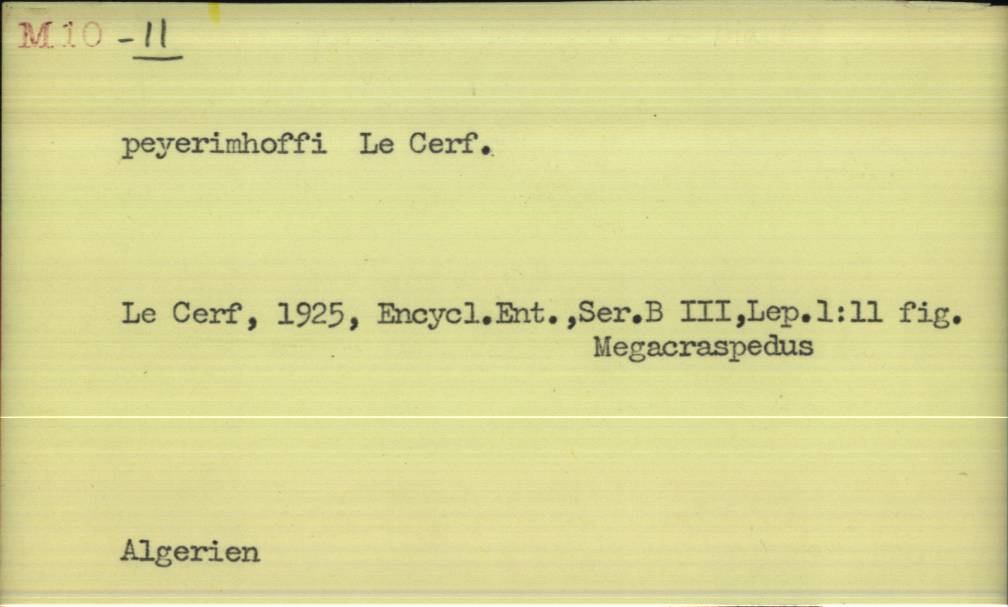 M10 -11
peyerimhoffi Le Cerf.
Le Cerf, 1925, Encycl.Ent.,Ser.B III,Lep.1:11 fig.
Megacraspedus
Algerien